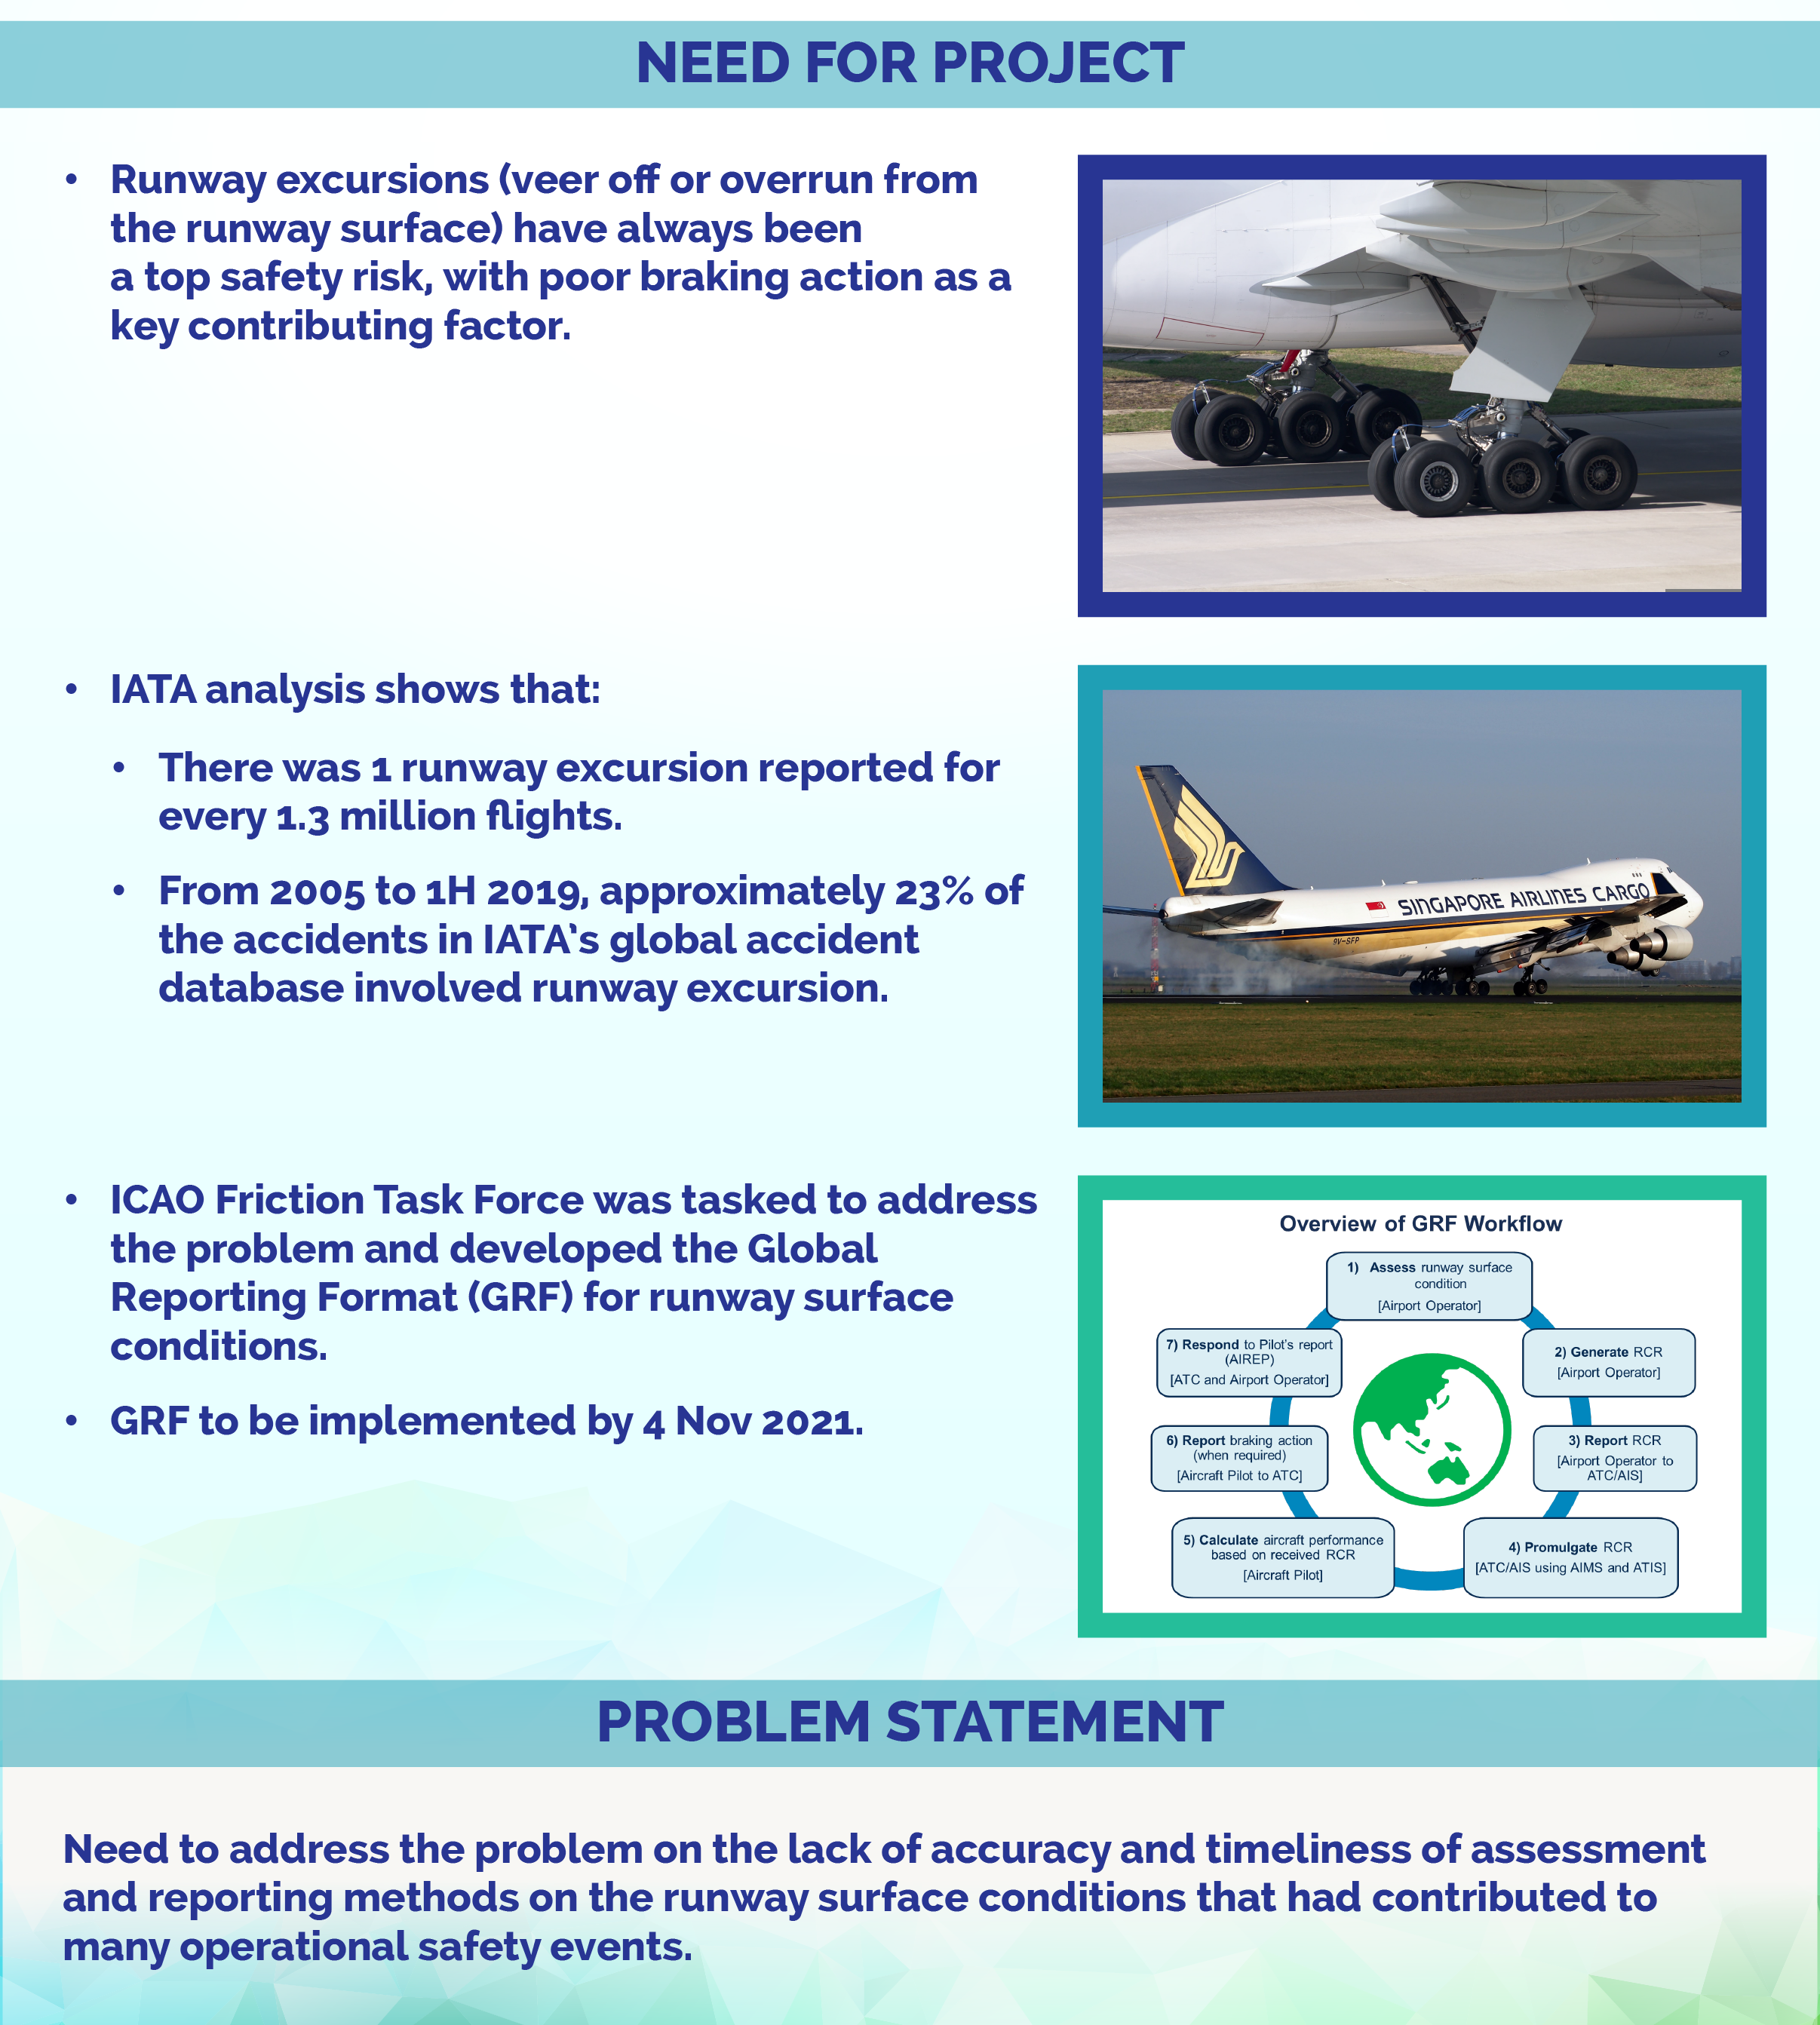 NEED FOR PROJECT
• Runway excursions (veer off or overrun from
the runway surface) have always been
a top safety risk, with poor braking action as a
key contributing factor.
• IATA analysis shows that:
• There was 1 runway excursion reported for
every 1.3 million flights.
• From 2005 to 1H 2019, approximately 23% of
the accidents in IATA’s global accident
database involved runway excursion.
SINGAPORE AIRLINES CARGO
9V-SFP
• ICAO Friction Task Force was tasked to address
the problem and developed the Global
Reporting Format (GRF) for runway surface
conditions.
• GRF to be implemented by 4 Nov 2021.
Overview of GRF Workflow
1) Assess runway surface
condition
[Airport Operator]
2) Generate RCR
[Airport Operator]
3) Report RCR
[Airport Operator to
ATC/AIS]
4) Promulgate RCR
[ATC/AIS using AIMS and ATIS]
5) Calculate aircraft performance
based on received RCR
[Aircraft Pilot]
6) Report braking action
(when required)
[Aircraft Pilot to ATC]
7) Respond to Pilot’s report
(AIREP)
[ATC and Airport Operator]
PROBLEM STATEMENT
Need to address the problem on the lack of accuracy and timeliness of assessment
and reporting methods on the runway surface conditions that had contributed to
many operational safety events.